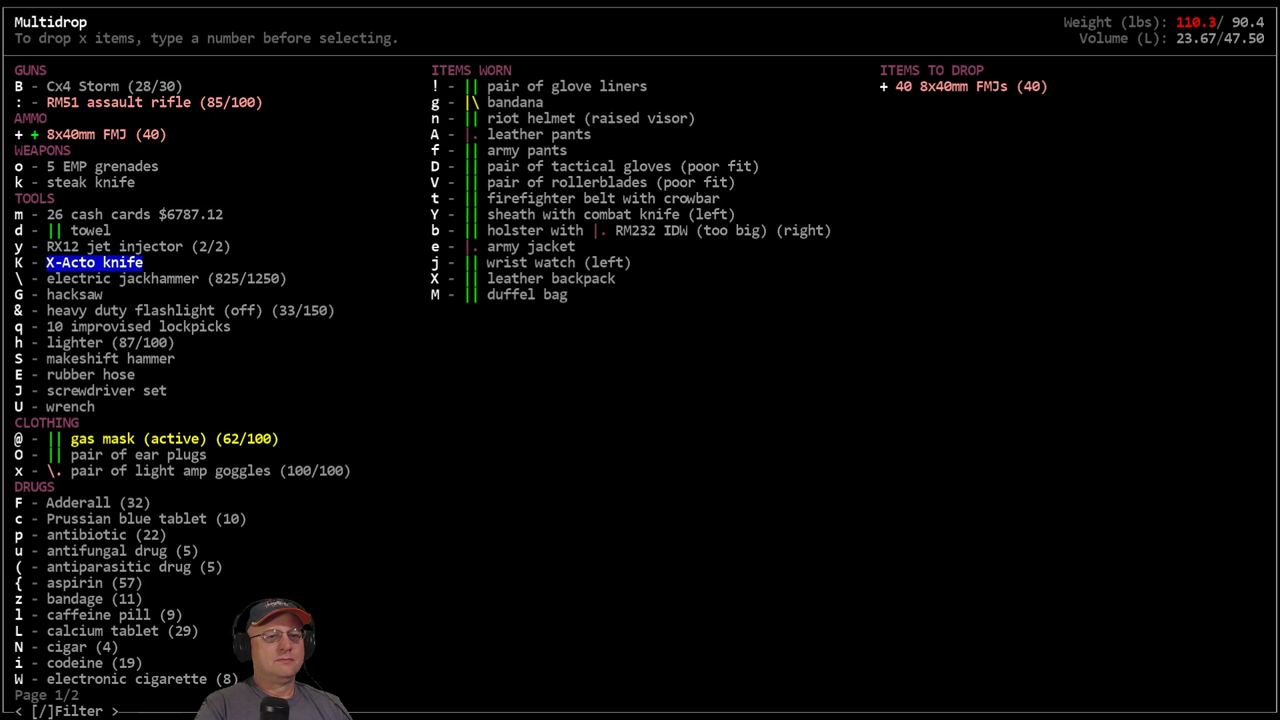 Multidrop
To drop x items, type a number before selecting.
Weight (lbs): 110.3/ 90.4
Volume (L): 23.67/47.50
GUNS
B - Cx4 Storm (28/30)
: - RM51 assault rifle (85/100)
AMMO
+ + 8x40mm FMJ (40)
WEAPONS
o - 5 EMP grenades
k - steak knife
TOOLS
m - 26 cash cards $6787.12
d - || towel
y - RX12 jet injector (2/2)
K - X-Acto knife
\ - electric jackhammer (825/1250)
G - hacksaw
& - heavy duty flashlight (off) (33/150)
q - 10 improvised lockpicks
h - lighter (87/100)
S - makeshift hammer
E - rubber hose
J - screwdriver set
U - wrench
CLOTHING
@ - || gas mask (active) (62/100)
O - || pair of ear plugs
x - \. pair of light amp goggles (100/100)
DRUGS
F - Adderall (32)
c - Prussian blue tablet (10)
p - antibiotic (22)
u - antifungal drug (5)
( - antiparasitic drug (5)
{ - aspirin (57)
z - bandage (11)
l - caffeine pill (9)
L - calcium tablet (29)
N - cigar (4)
i - codeine (19)
W - electronic cigarette (8)
Page 1/2
< [/]Filter >
ITEMS WORN
! - || pair of glove liners
g - |\ bandana
n - || riot helmet (raised visor)
A - |. leather pants
f - || army pants
D - || pair of tactical gloves (poor fit)
V - || pair of rollerblades (poor fit)
t - || firefighter belt with crowbar
Y - || sheath with combat knife (left)
b - || holster with |. RM232 IDW (too big) (right)
e - |. army jacket
j - || wrist watch (left)
X - || leather backpack
M - || duffel bag
ITEMS TO DROP
+ 40 8x40mm FMJs (40)